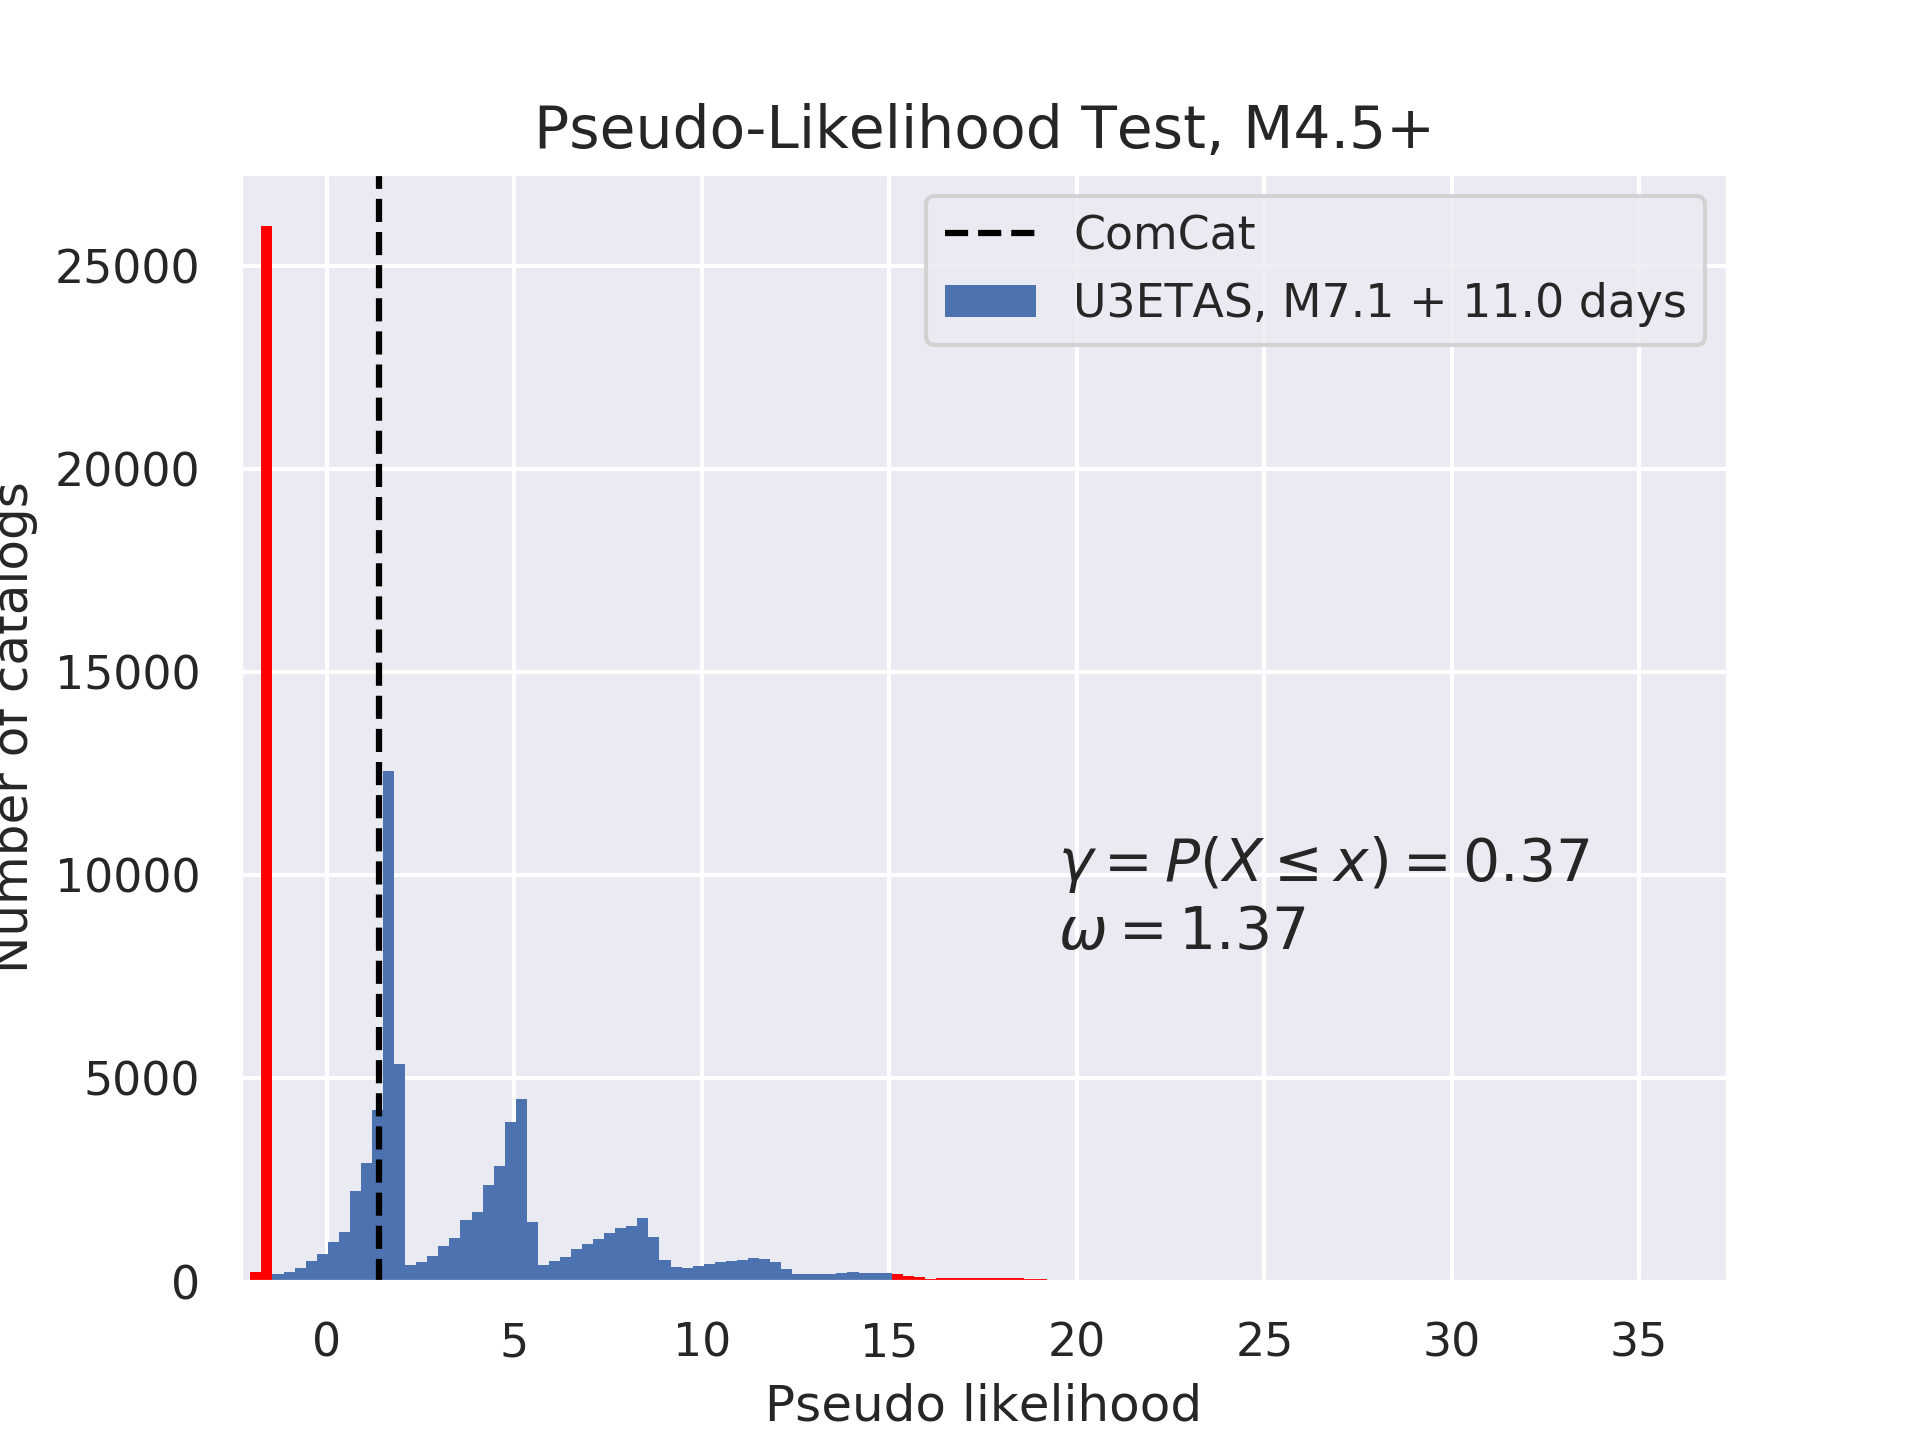 Pseudo-Likelihood Test, M4.5+
ComCat
U3ETAS, M7.1 + 11.0 days
25000
20000
15000
10000
5000
0
Number of catalogs
γ = P(X ≤ x) = 0.37
ω = 1.37
0 5 10 15 20 25 30 35
Pseudo likelihood